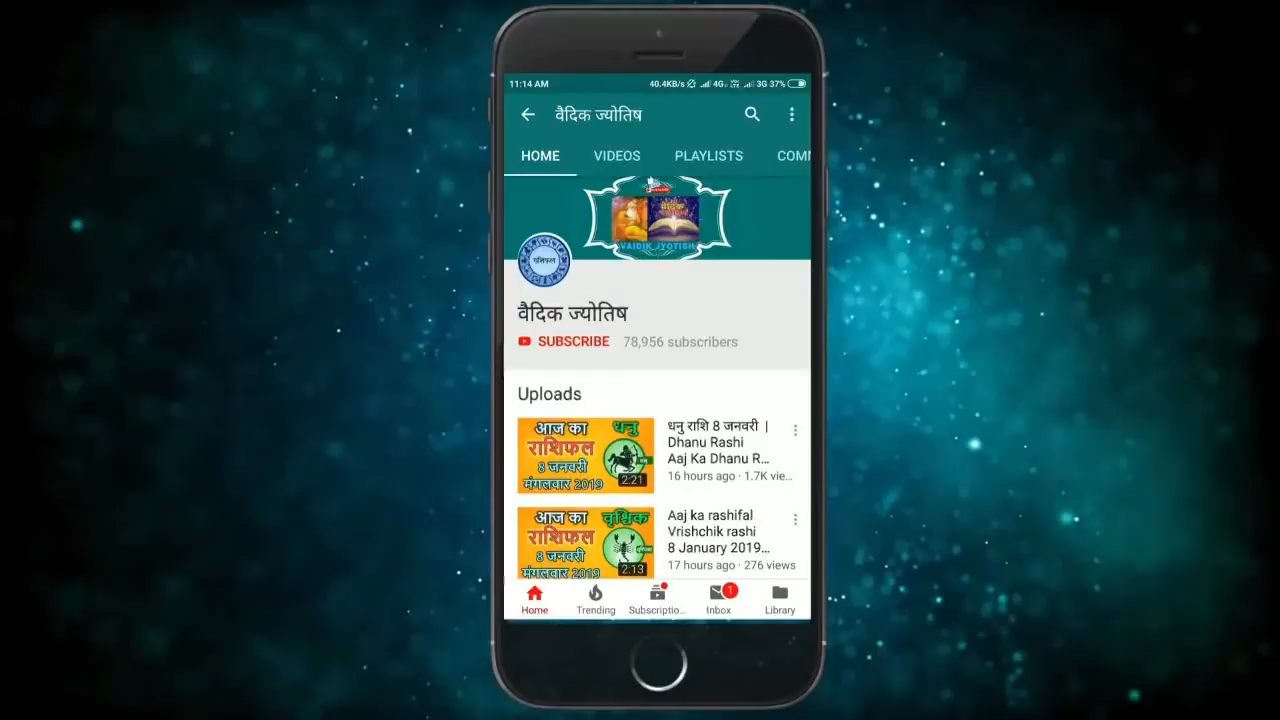 11:14 AM 40.4KB/s 4G 3G 37%
वैदिक ज्योतिष
HOME VIDEOS PLAYLISTS COMM
वैदिक
VAIDIK JYOTISH
राशिफल
वैदिक ज्योतिष
SUBSCRIBE 78,956 subscribers
Uploads
आज का धनु
राशिफल
8 जनवरी
मंगलवार 2019
2:21
धनु राशि 8 जनवरी |
Dhanu Rashi
Aaj Ka Dhanu R...
16 hours ago · 1.7K vie...
आज का वृश्चिक
राशिफल
8 जनवरी
मंगलवार 2019
2:13
Aaj ka rashifal
Vrishchik rashi
8 January 2019...
17 hours ago · 276 views
Home Trending Subscriptio... Inbox 1 Library